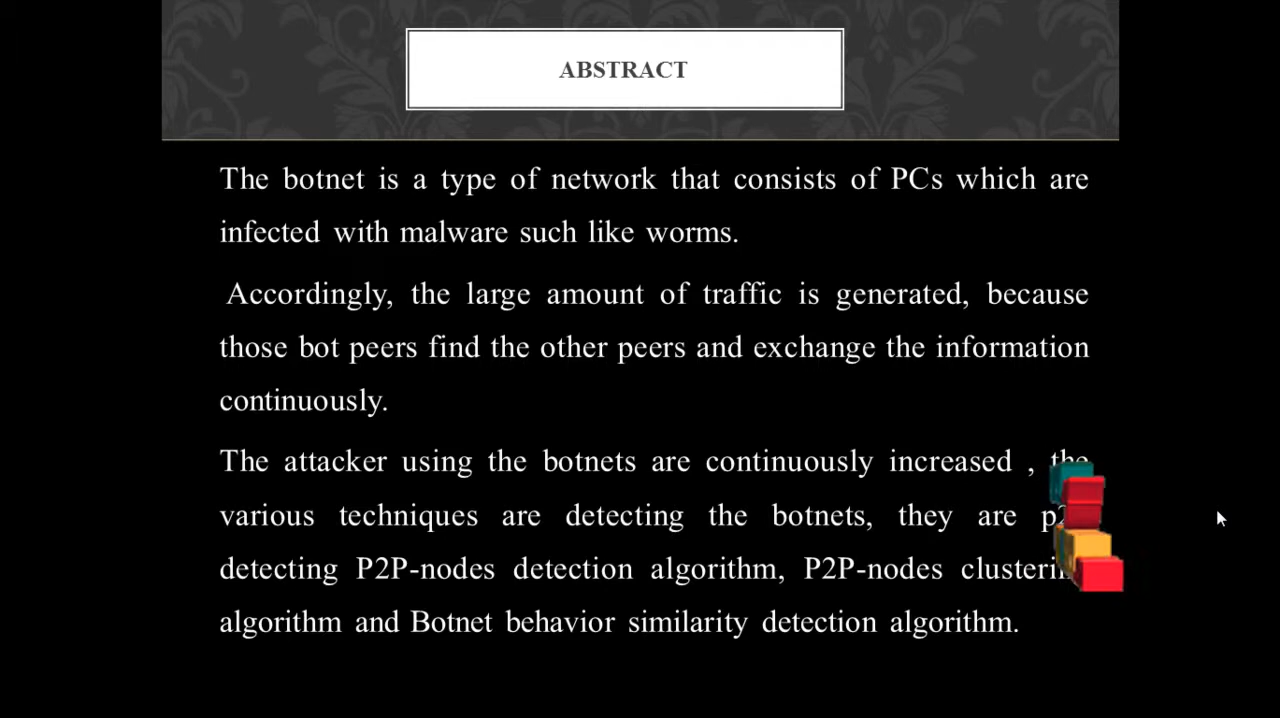 ABSTRACT
The botnet is a type of network that consists of PCs which are
infected with malware such like worms.
Accordingly, the large amount of traffic is generated, because
those bot peers find the other peers and exchange the information
continuously.
The attacker using the botnets are continuously increased , the
various techniques are detecting the botnets, they are
detecting P2P-nodes detection algorithm, P2P-nodes
algorithm and Botnet behavior similarity detection algorithm.